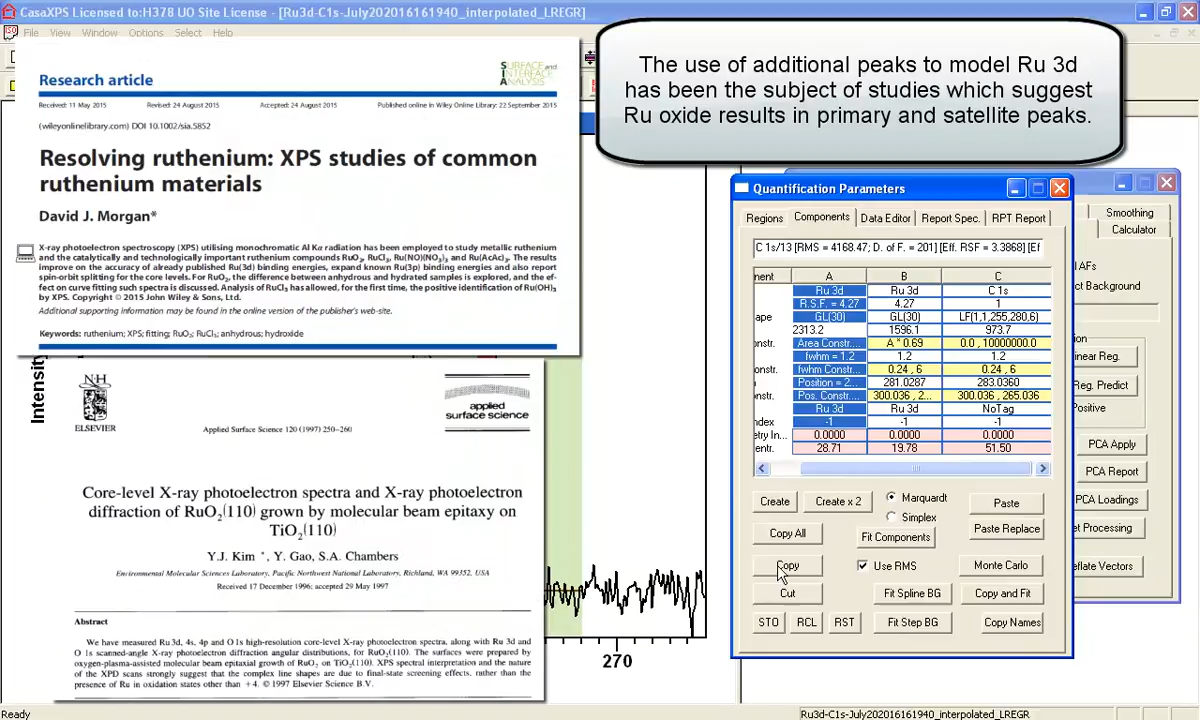 CasaXPS Licensed to:H378 UO Site License - [Ru3d-C1s-July202016161940_interpolated_LREGR]
File View Window Options Select Help
Research article
SURFACE and INTERFACE ANALYSIS
Received: 11 May 2015 Revised: 24 August 2015 Accepted: 24 August 2015 Published online in Wiley Online Library: 22 September 2015
(wileyonlinelibrary.com) DOI 10.1002/sia.5852
Resolving ruthenium: XPS studies of common
ruthenium materials
David J. Morgan*
X-ray photoelectron spectroscopy (XPS) utilising monochromatic Al Kα radiation has been employed to study metallic ruthenium
and the catalytically and technologically important ruthenium compounds RuO₂, RuCl₃, Ru(NO)(NO₃)₃ and Ru(AcAc)₃. The results
improve on the accuracy of already published Ru(3d) binding energies, expand known Ru(3p) binding energies and also report
spin-orbit splitting for the core levels. For RuO₂, the difference between anhydrous and hydrated samples is explored, and the ef-
fect on curve fitting such spectra is discussed. Analysis of RuCl₃ has allowed, for the first time, the positive identification of Ru(OH)₃
by XPS. Copyright © 2015 John Wiley & Sons, Ltd.
Additional supporting information may be found in the online version of the publisher's web-site.
Keywords: ruthenium; XPS; fitting; RuO₂; RuCl₃; anhydrous; hydroxide
Intensity
ELSEVIER
Applied Surface Science 120 (1997) 250–260
applied
surface science
Core-level X-ray photoelectron spectra and X-ray photoelectron
diffraction of RuO₂(110) grown by molecular beam epitaxy on
TiO₂(110)
Y.J. Kim *, Y. Gao, S.A. Chambers
Environmental Molecular Sciences Laboratory, Pacific Northwest National Laboratory, Richland, WA 99352, USA
Received 17 December 1996; accepted 29 May 1997
Abstract
We have measured Ru 3d, 4s, 4p and O 1s high-resolution core-level X-ray photoelectron spectra, along with Ru 3d and
O 1s scanned-angle X-ray photoelectron diffraction angular distributions, for RuO₂(110). The surfaces were prepared by
oxygen-plasma-assisted molecular beam epitaxial growth of RuO₂ on TiO₂(110). XPS spectral interpretation and the nature
of the XPD scans strongly suggest that the complex line shapes are due to final-state screening effects, rather than the
presence of Ru in oxidation states other than +4. © 1997 Elsevier Science B.V.
270
The use of additional peaks to model Ru 3d
has been the subject of studies which suggest
Ru oxide results in primary and satellite peaks.
Quantification Parameters
Regions Components Data Editor Report Spec. RPT Report
C 1s/13 [RMS = 4168.47; D. of F. = 201] [Eff. RSF = 3.3868] [Ef
nent A B C
Ru 3d Ru 3d C 1s
R.S.F. = 4.27 4.27 1
ape GL(30) GL(30) LF(1,1,255,280,6)
2313.2 1596.1 973.7
nstr. Area Constr.... A * 0.69 0.0 , 10000000.0
fwhm = 1.2 1.2 1.2
onstr. fwhm Constr... 0.24 , 6 0.24 , 6
Position = 2... 281.0287 283.0360
nstr. Pos. Constr.... 300.036 , 2... 300.036 , 265.036
Ru 3d Ru 3d NoTag
ndex -1 -1 -1
etry In... 0.0000 0.0000 0.0000
entr. 28.71 19.78 51.50
Create Create x 2 Marquardt Simplex Paste
Copy All Fit Components Paste Replace
Copy Use RMS Monte Carlo
Cut Fit Spline BG Copy and Fit
STO RCL RST Fit Step BG Copy Names
Smoothing
Calculator
AFs
ct Background
inear Reg.
Reg. Predict
Positive
PCA Apply
PCA Report
PCA Loadings
t Processing
flate Vectors
Ready
Ru3d-C1s-July202016161940_interpolated_LREGR